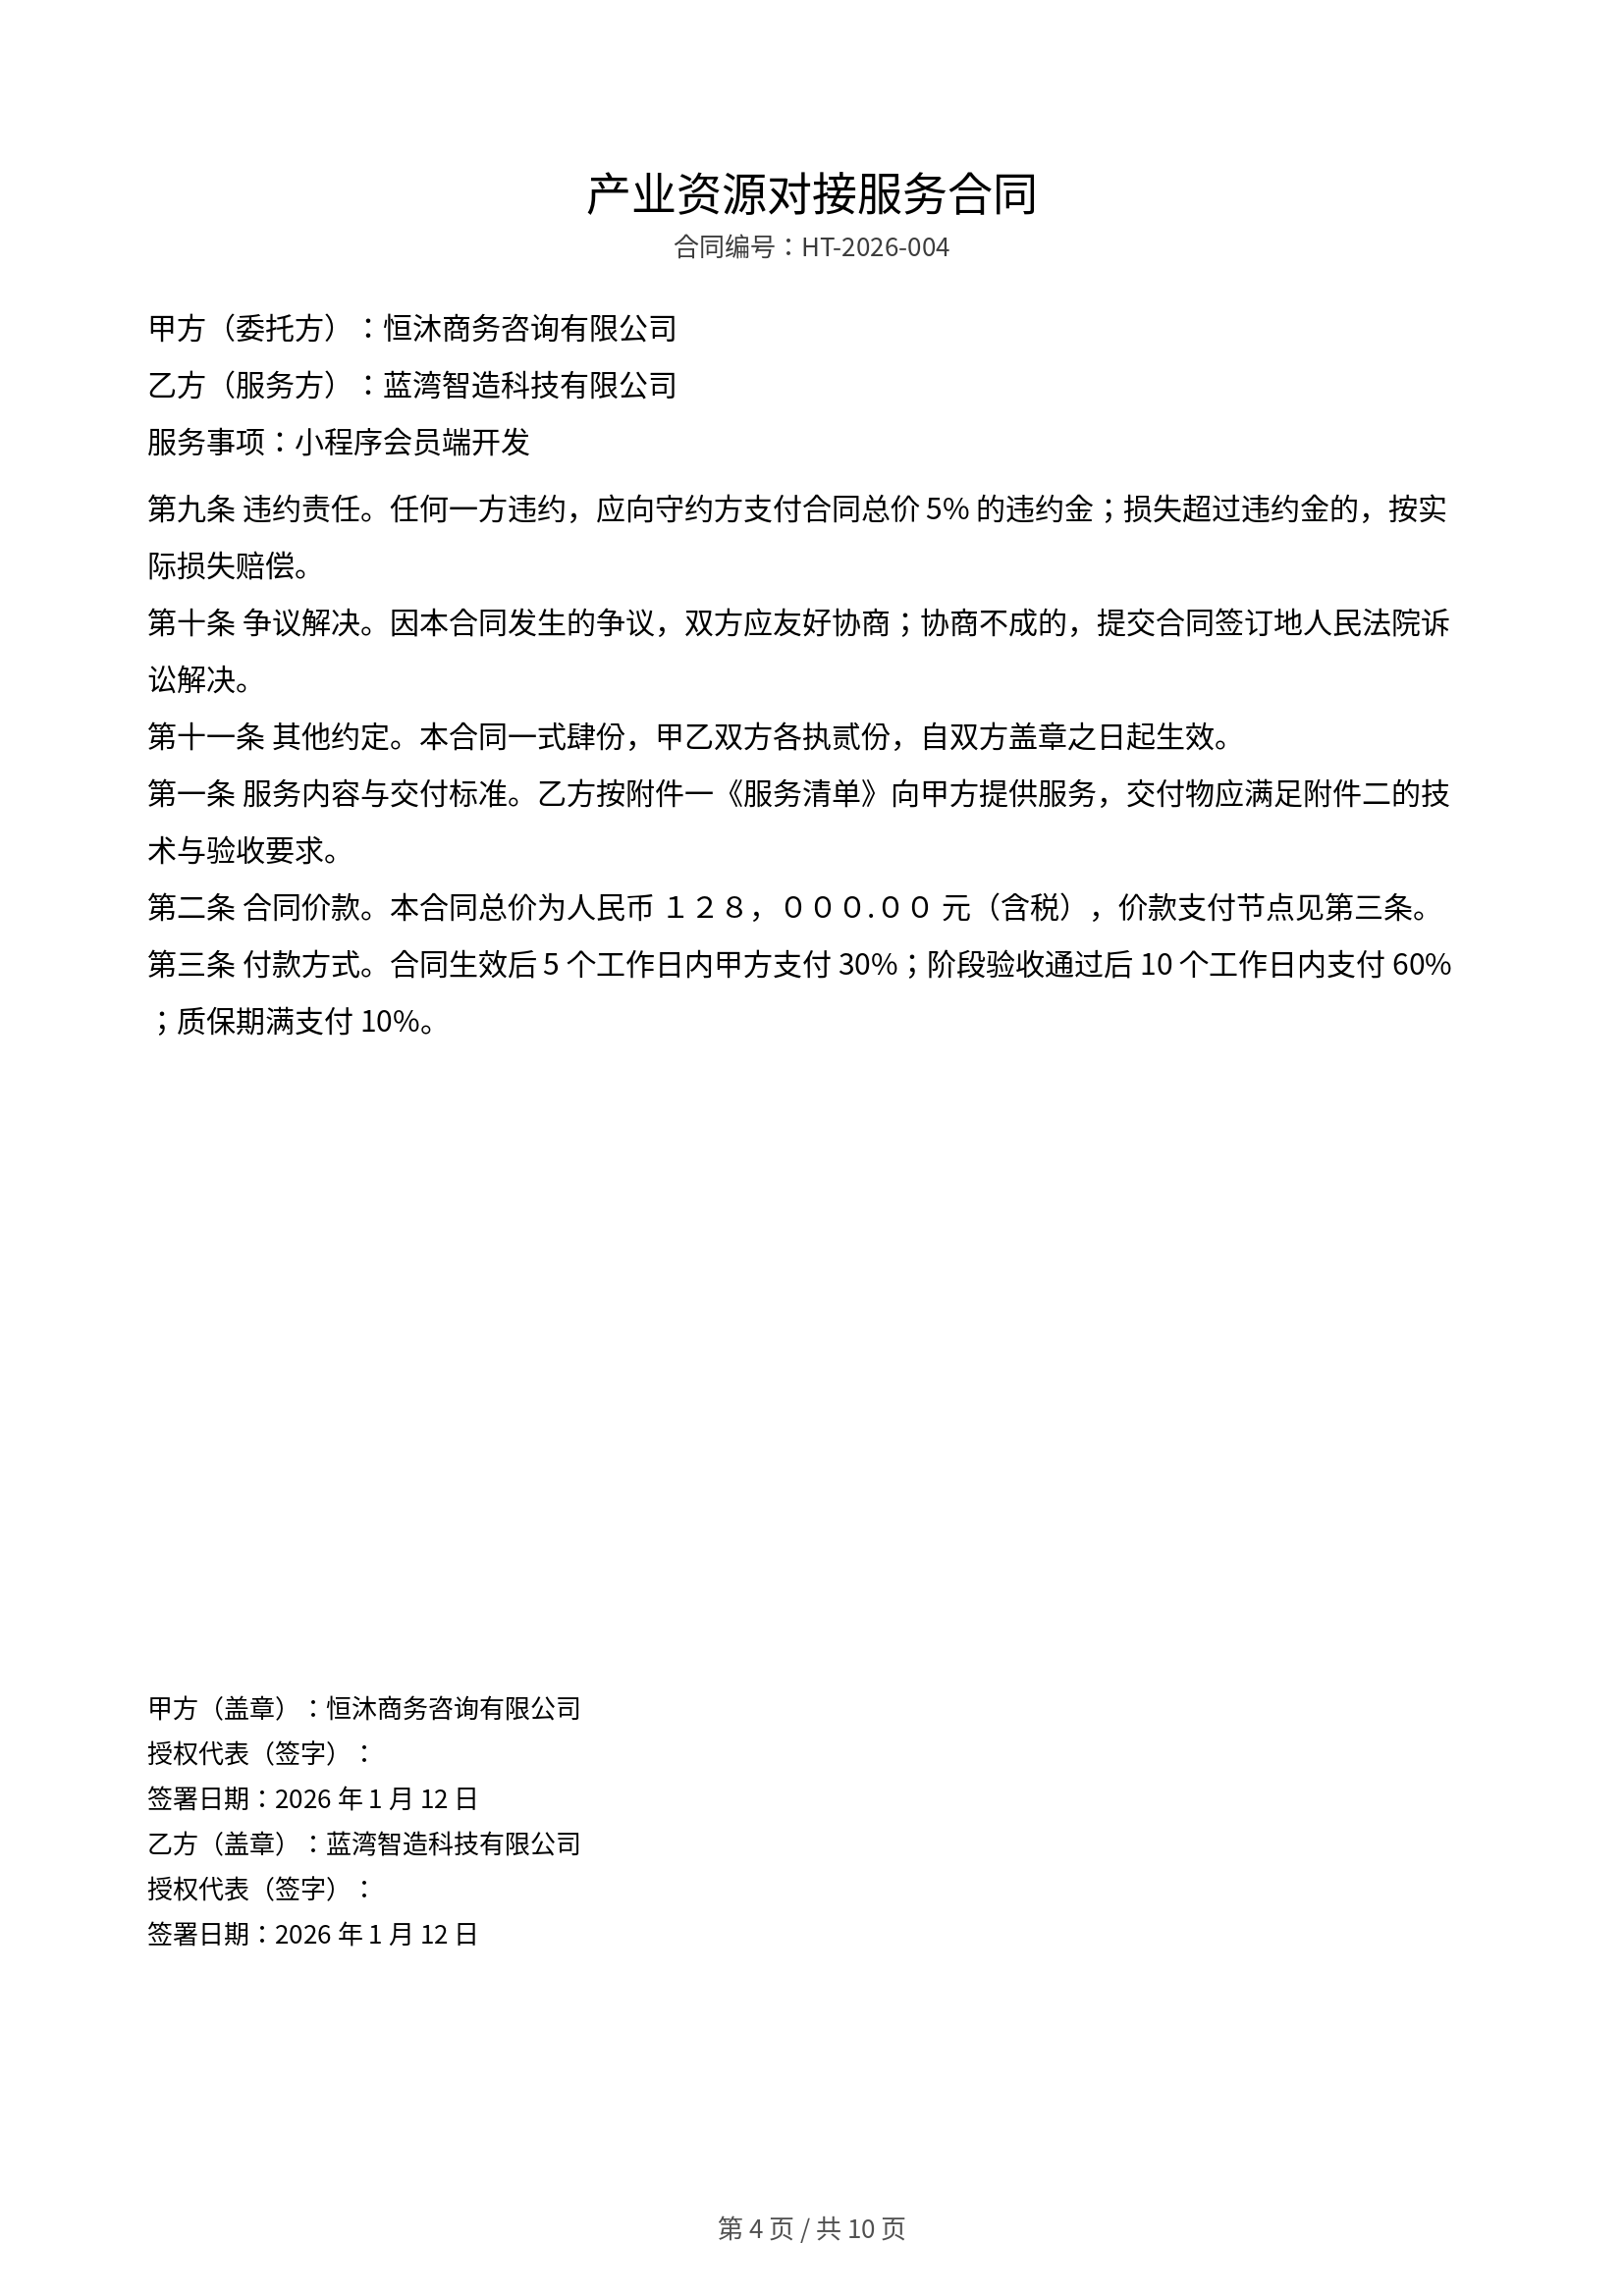 产业资源对接服务合同
合同编号：HT-2026-004
甲方（委托方）：恒沐商务咨询有限公司
乙方（服务方）：蓝湾智造科技有限公司
服务事项：小程序会员端开发
第九条 违约责任。任何一方违约，应向守约方支付合同总价 5% 的违约金；损失超过违约金的，按实
际损失赔偿。
第十条 争议解决。因本合同发生的争议，双方应友好协商；协商不成的，提交合同签订地人民法院诉
讼解决。
第十一条 其他约定。本合同一式肆份，甲乙双方各执贰份，自双方盖章之日起生效。
第一条 服务内容与交付标准。乙方按附件一《服务清单》向甲方提供服务，交付物应满足附件二的技
术与验收要求。
第二条 合同价款。本合同总价为人民币 １２８，０００.００ 元（含税），价款支付节点见第三条。
第三条 付款方式。合同生效后 5 个工作日内甲方支付 30%；阶段验收通过后 10 个工作日内支付 60%
；质保期满支付 10%。
甲方（盖章）：恒沐商务咨询有限公司
授权代表（签字）：
签署日期：2026 年 1 月 12 日
乙方（盖章）：蓝湾智造科技有限公司
授权代表（签字）：
签署日期：2026 年 1 月 12 日
第 4 页 / 共 10 页